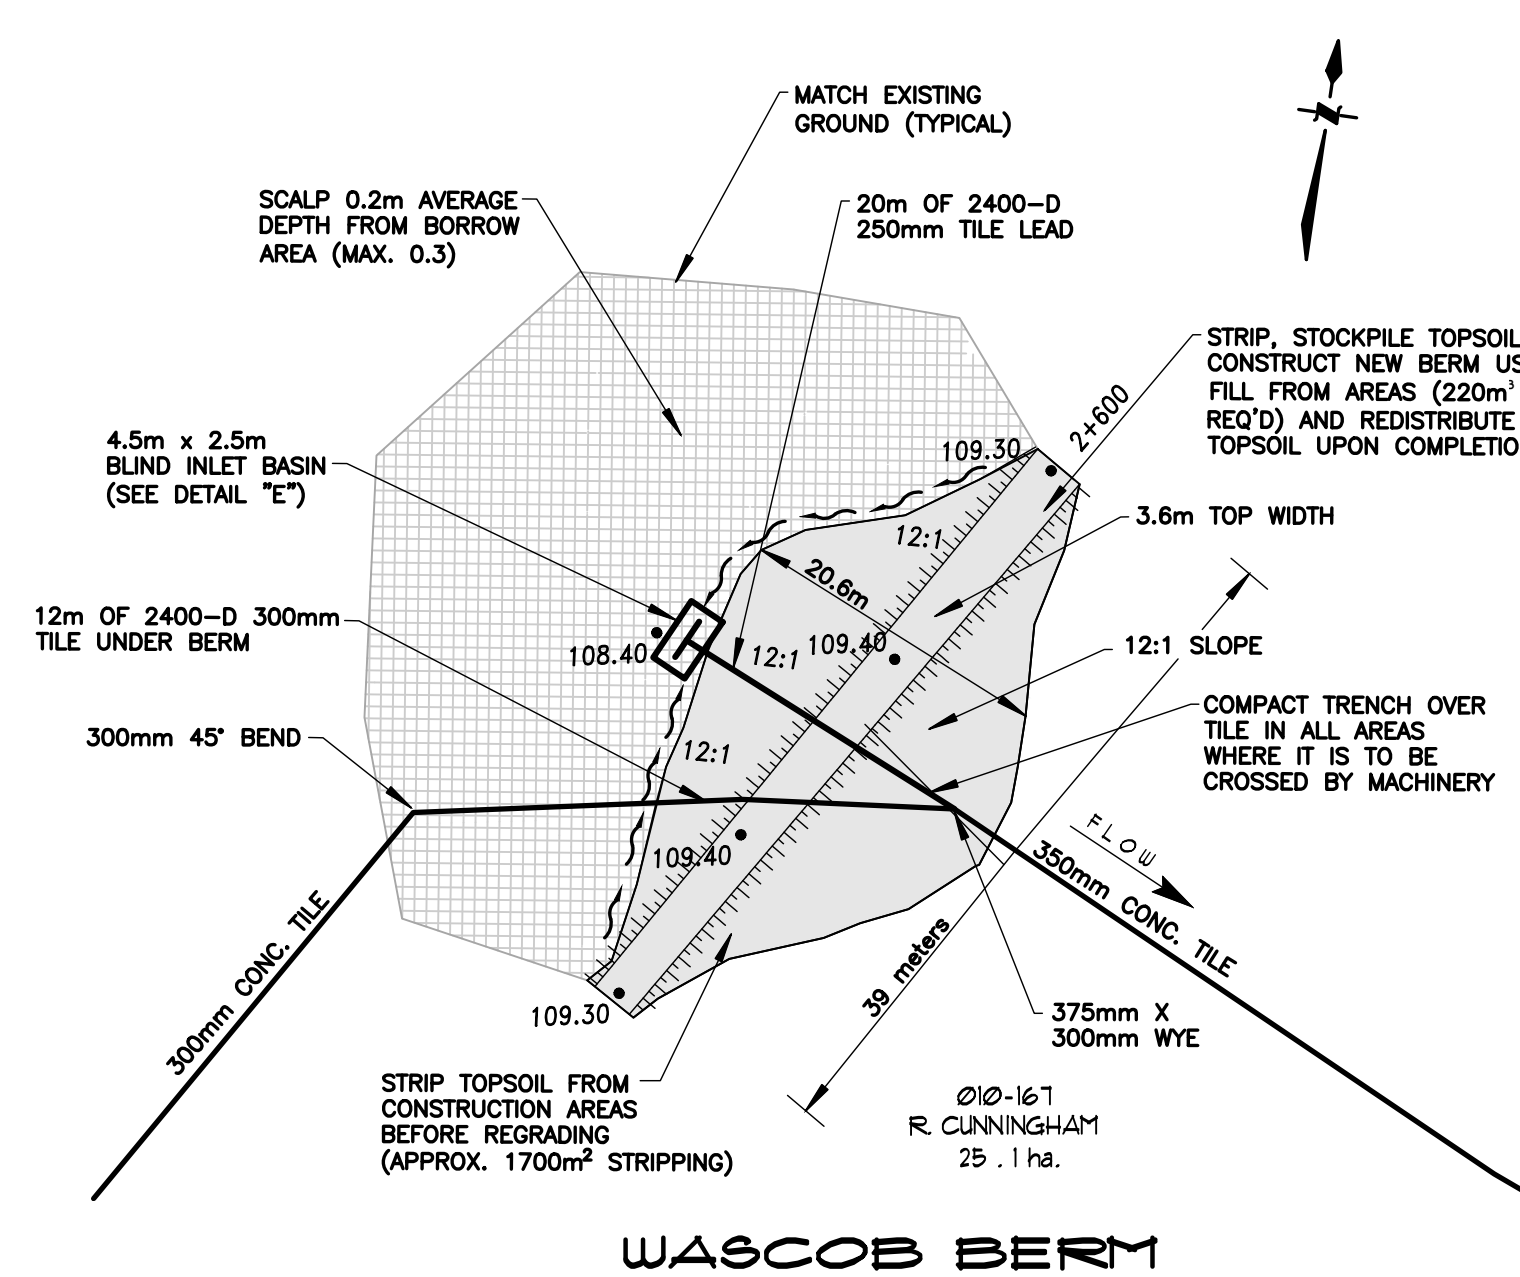 MATCH EXISTING
GROUND (TYPICAL)
SCALP 0.2m AVERAGE
DEPTH FROM BORROW
AREA (MAX. 0.3)
20m OF 2400-D
250mm TILE LEAD
STRIP, STOCKPILE TOPSOIL
CONSTRUCT NEW BERM US
FILL FROM AREAS (220m³
REQ'D) AND REDISTRIBUTE
TOPSOIL UPON COMPLETIO
2+600
109.30
4.5m x 2.5m
BLIND INLET BASIN
(SEE DETAIL "E")
3.6m TOP WIDTH
12:1
20.6m
12m OF 2400-D 300mm
TILE UNDER BERM
108.40
12:1
109.40
12:1 SLOPE
COMPACT TRENCH OVER
TILE IN ALL AREAS
WHERE IT IS TO BE
CROSSED BY MACHINERY
300mm 45° BEND
12:1
109.40
FLOW
350mm CONC. TILE
300mm CONC. TILE
39 meters
109.30
375mm X
300mm WYE
STRIP TOPSOIL FROM
CONSTRUCTION AREAS
BEFORE REGRADING
(APPROX. 1700m² STRIPPING)
010-167
R. CUNNINGHAM
25.1 ha.
WASCOB BERM